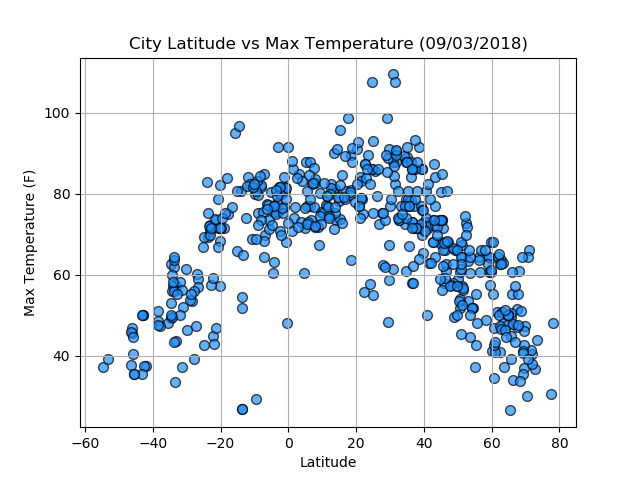 City Latitude vs Max Temperature (09/03/2018)
Max Temperature (F)
100
80
60
40
−60 −40 −20 0 20 40 60 80
Latitude